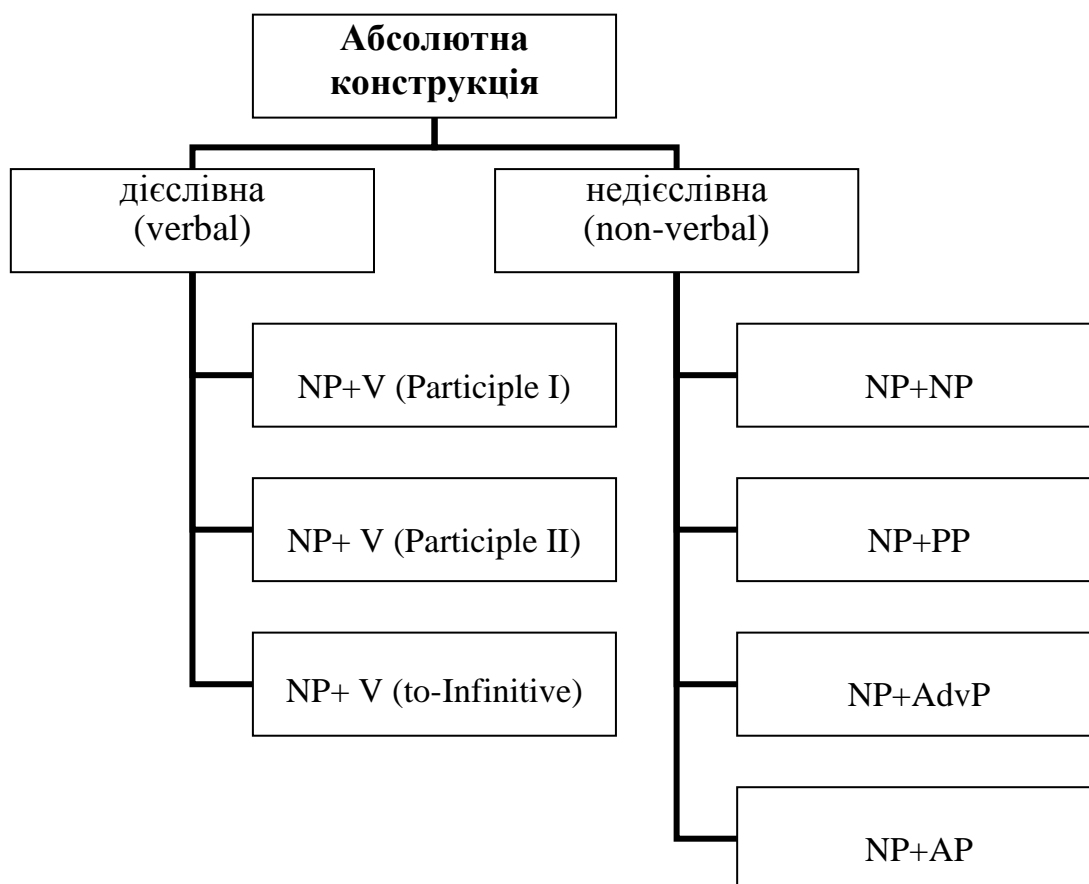 Абсолютна
конструкція
дієслівна
(verbal)
недієслівна
(non-verbal)
NP+V (Participle I)
NP+ V (Participle II)
NP+ V (to-Infinitive)
NP+NP
NP+PP
NP+AdvP
NP+AP